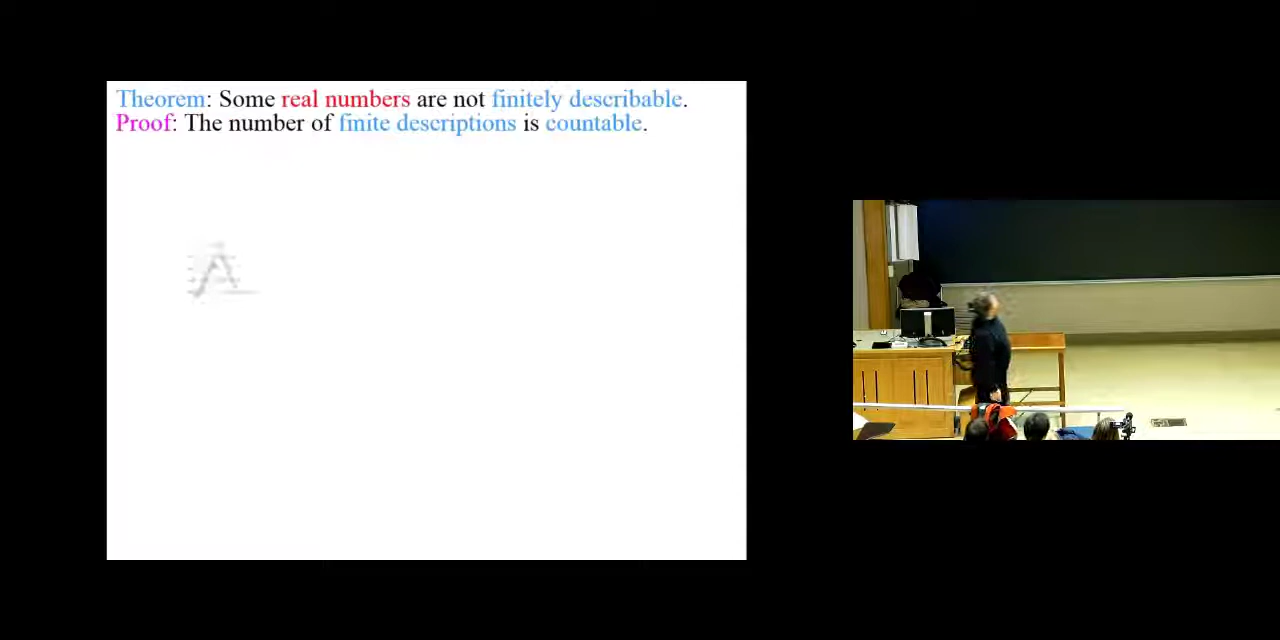 Theorem: Some real numbers are not finitely describable.
Proof: The number of finite descriptions is countable.